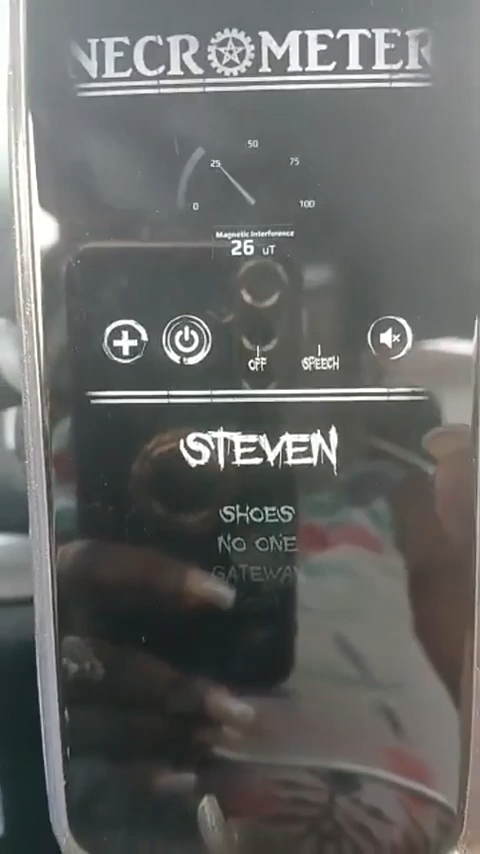 NECROMETER
50
25
75
0
100
Magnetic Interference
26 uT
OFF SPEECH
STEVEN
SHOES
NO ONE
GATEWAY